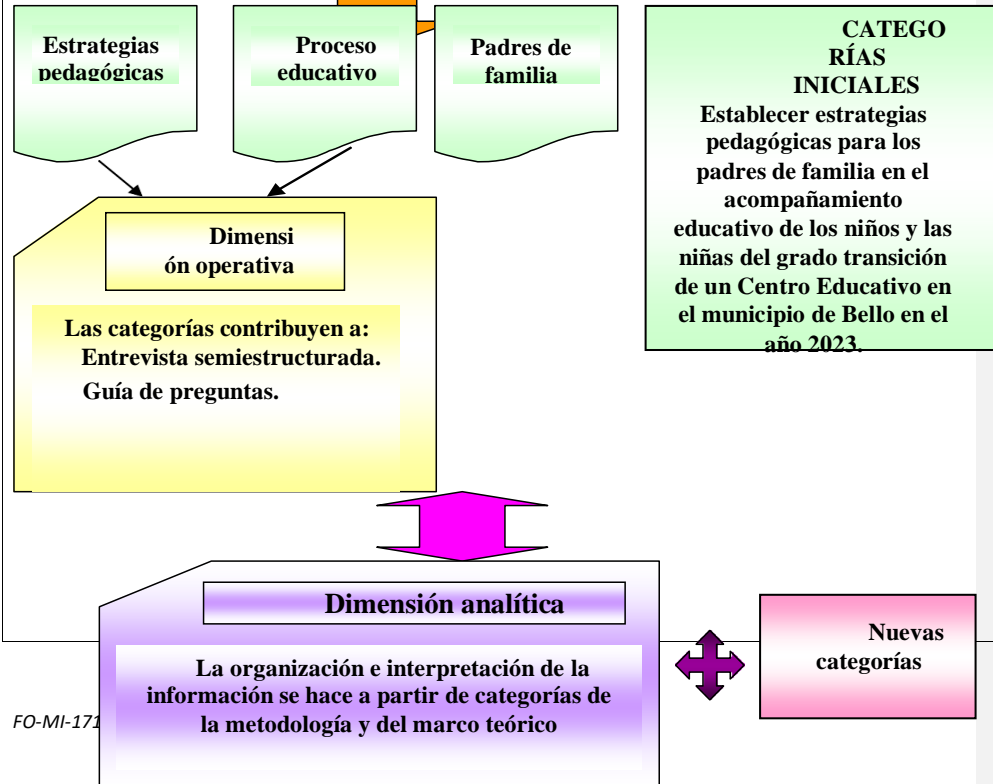 Estrategias
pedagógicas
Proceso
educativo
Padres de
familia
CATEGO
RÍAS
INICIALES
Establecer estrategias
pedagógicas para los
padres de familia en el
acompañamiento
educativo de los niños y las
niñas del grado transición
de un Centro Educativo en
el municipio de Bello en el
año 2023.
Dimensi
ón operativa
Las categorías contribuyen a:
Entrevista semiestructurada.
Guía de preguntas.
Dimensión analítica
La organización e interpretación de la
información se hace a partir de categorías de
la metodología y del marco teórico
Nuevas
categorías
FO-MI-171